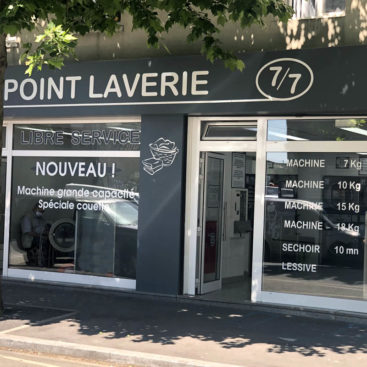 POINT LAVERIE 7/7
LIBRE SERVICE
NOUVEAU !
Machine grande capacité
Spéciale couette
MACHINE 7 Kg
MACHINE 10 Kg
MACHINE 15 Kg
MACHINE 18 Kg
SECHOIR 10 mn
LESSIVE